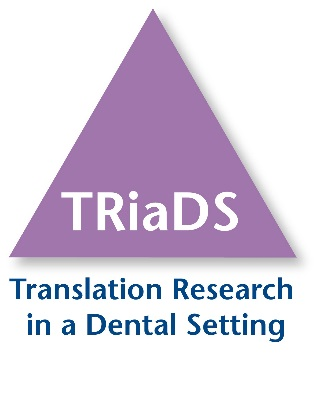 TRiaDS
Translation Research
in a Dental Setting